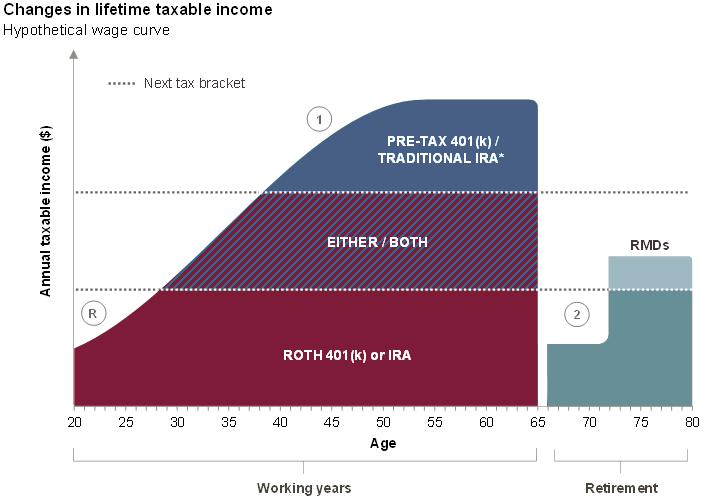 Changes in lifetime taxable income
Hypothetical wage curve
Next tax bracket
1
PRE-TAX 401(k) /
TRADITIONAL IRA*
Annual taxable income ($)
EITHER / BOTH
RMDs
R
2
ROTH 401(k) or IRA
20 25 30 35 40 45 50 55 60 65 70 72 75 80
Age
Working years
Retirement